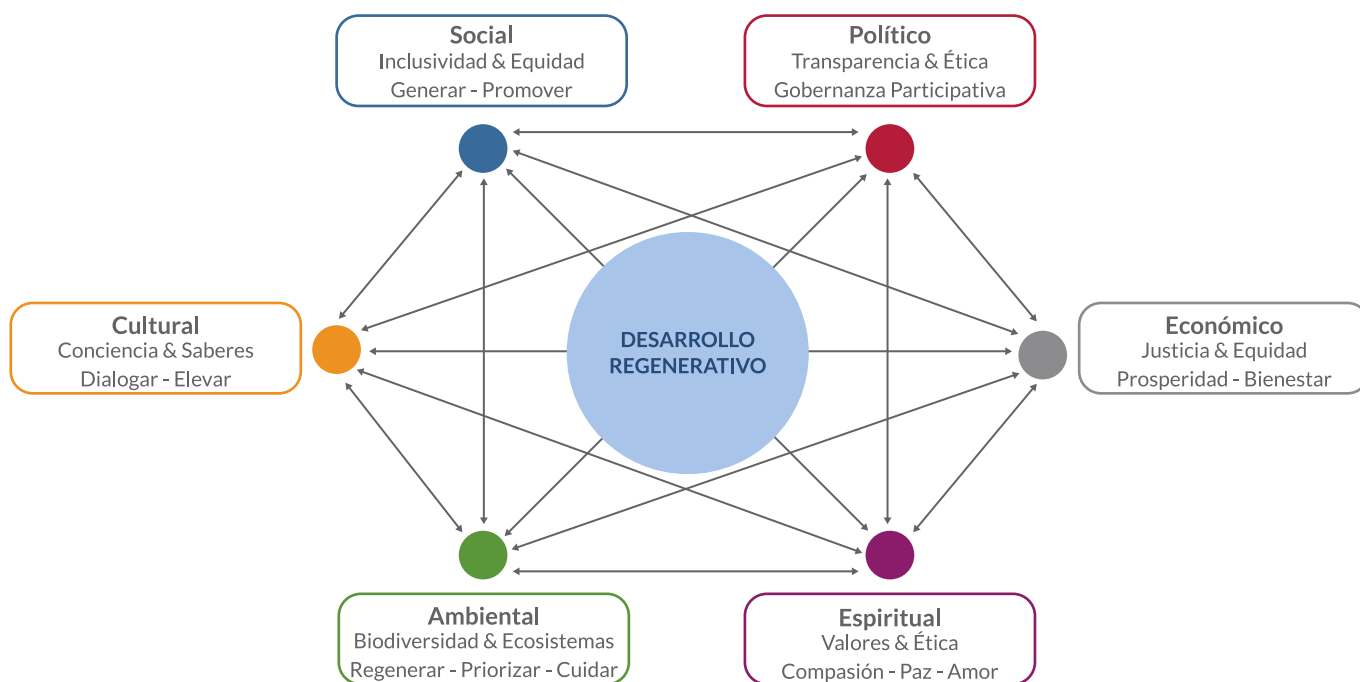 Social
Inclusividad & Equidad
Generar - Promover
Político
Transparencia & Ética
Gobernanza Participativa
Cultural
Conciencia & Saberes
Dialogar - Elevar
DESARROLLO
REGENERATIVO
Económico
Justicia & Equidad
Prosperidad - Bienestar
Ambiental
Biodiversidad & Ecosistemas
Regenerar - Priorizar - Cuidar
Espiritual
Valores & Ética
Compasión - Paz - Amor